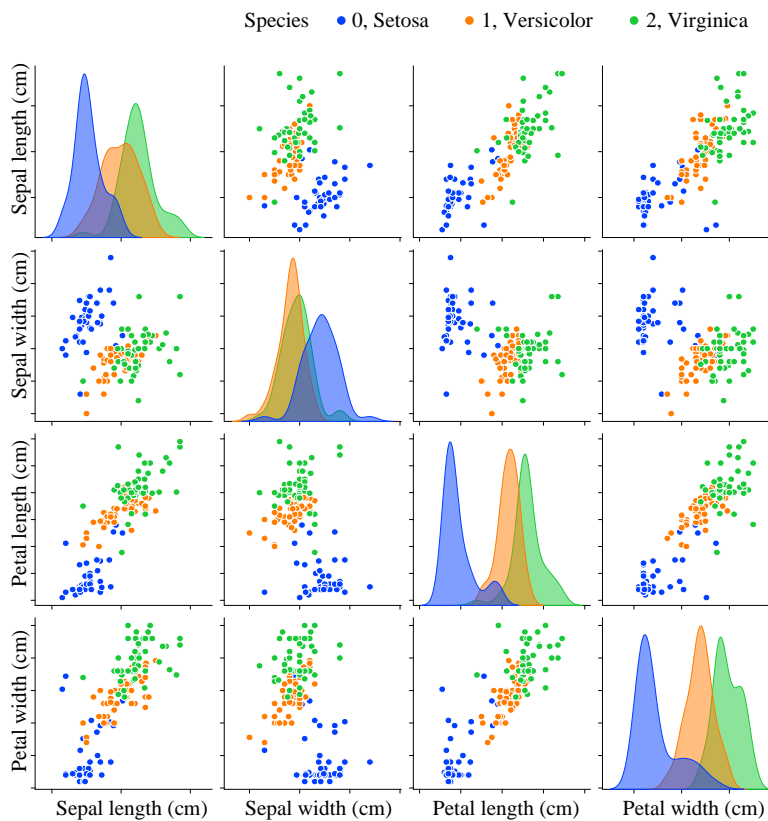 Species 0, Setosa 1, Versicolor 2, Virginica
Sepal length (cm)
Sepal width (cm)
Petal length (cm)
Petal width (cm)
Sepal length (cm) Sepal width (cm) Petal length (cm) Petal width (cm)